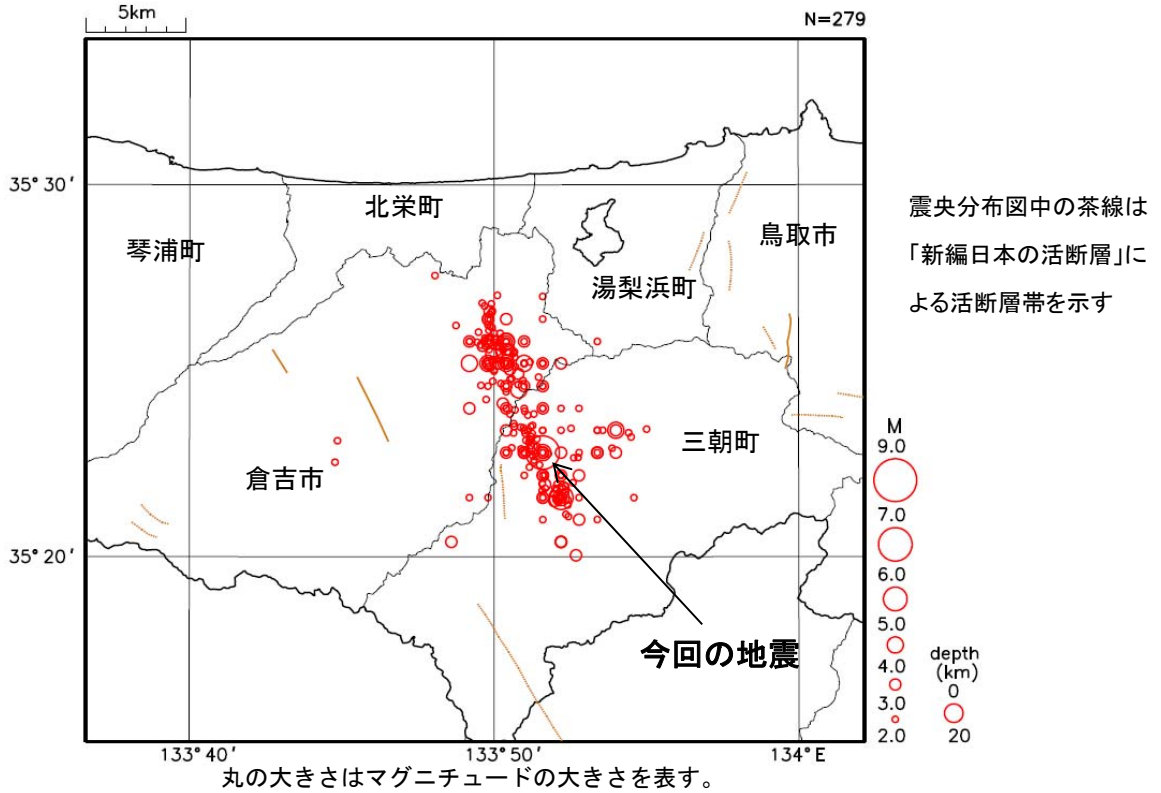 5km
N=279
35°30′
北栄町
琴浦町
鳥取市
湯梨浜町
震央分布図中の茶線は
「新編日本の活断層」に
よる活断層帯を示す
三朝町
倉吉市
35°20′
今回の地震
M
9.0
7.0
6.0
5.0
4.0
3.0
2.0
depth
(km)
0
20
133°40′
133°50′
134°E
丸の大きさはマグニチュードの大きさを表す。